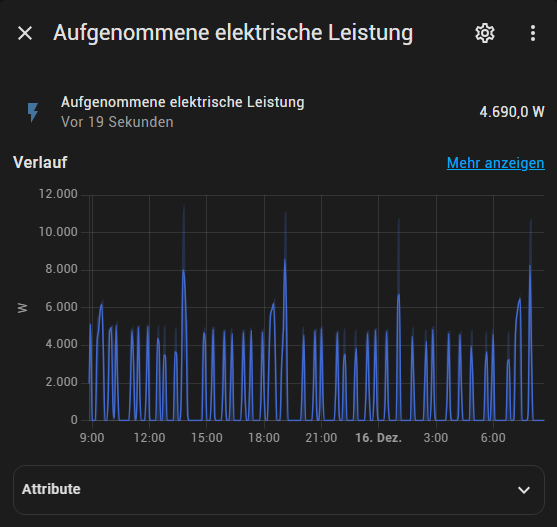 Aufgenommene elektrische Leistung
Aufgenommene elektrische Leistung
Vor 19 Sekunden
4.690,0 W
Verlauf
Mehr anzeigen
12.000
10.000
8.000
6.000
4.000
2.000
0
W
9:00 12:00 15:00 18:00 21:00 16. Dez. 3:00 6:00
Attribute